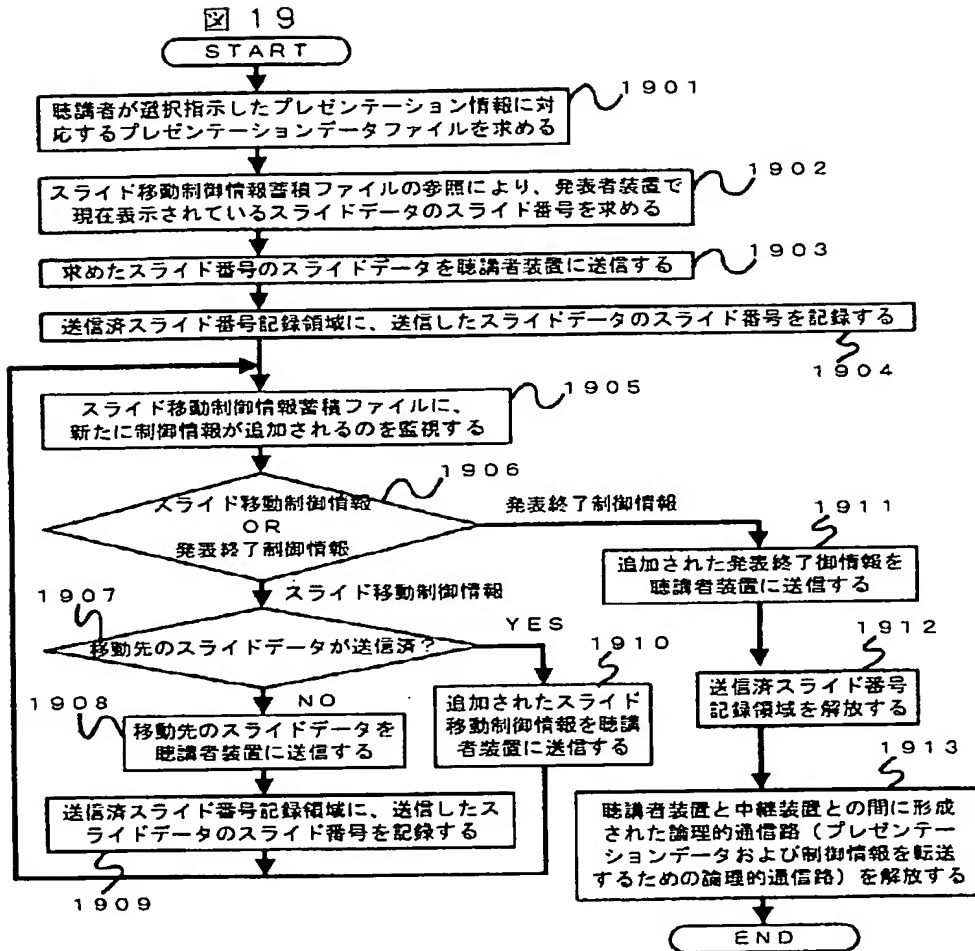 図 19
START
1901
聴講者が選択指示したプレゼンテーション情報に対
応するプレゼンテーションデータファイルを求める
1902
スライド移動制御情報蓄積ファイルの参照により、発表者装置で
現在表示されているスライドデータのスライド番号を求める
1903
求めたスライド番号のスライドデータを聴講者装置に送信する
送信済スライド番号記録領域に、送信したスライドデータのスライド番号を記録する
1904
1905
スライド移動制御情報蓄積ファイルに、
新たに制御情報が追加されるのを監視する
1906
スライド移動制御情報
OR
発表終了制御情報
発表終了制御情報
1911
追加された発表終了御情報を
聴講者装置に送信する
スライド移動制御情報
1907
移動先のスライドデータが送信済?
YES
1910
追加されたスライド
移動制御情報を聴講
者装置に送信する
1912
送信済スライド番号
記録領域を解放する
NO
1908
移動先のスライドデータを
聴講者装置に送信する
1913
聴講者装置と中継装置との間に形成
された論理的通信路(プレゼンテー
ションデータおよび制御情報を転送
するための論理的通信路)を解放する
送信済スライド番号記録領域に、送信したス
ライドデータのスライド番号を記録する
1909
END